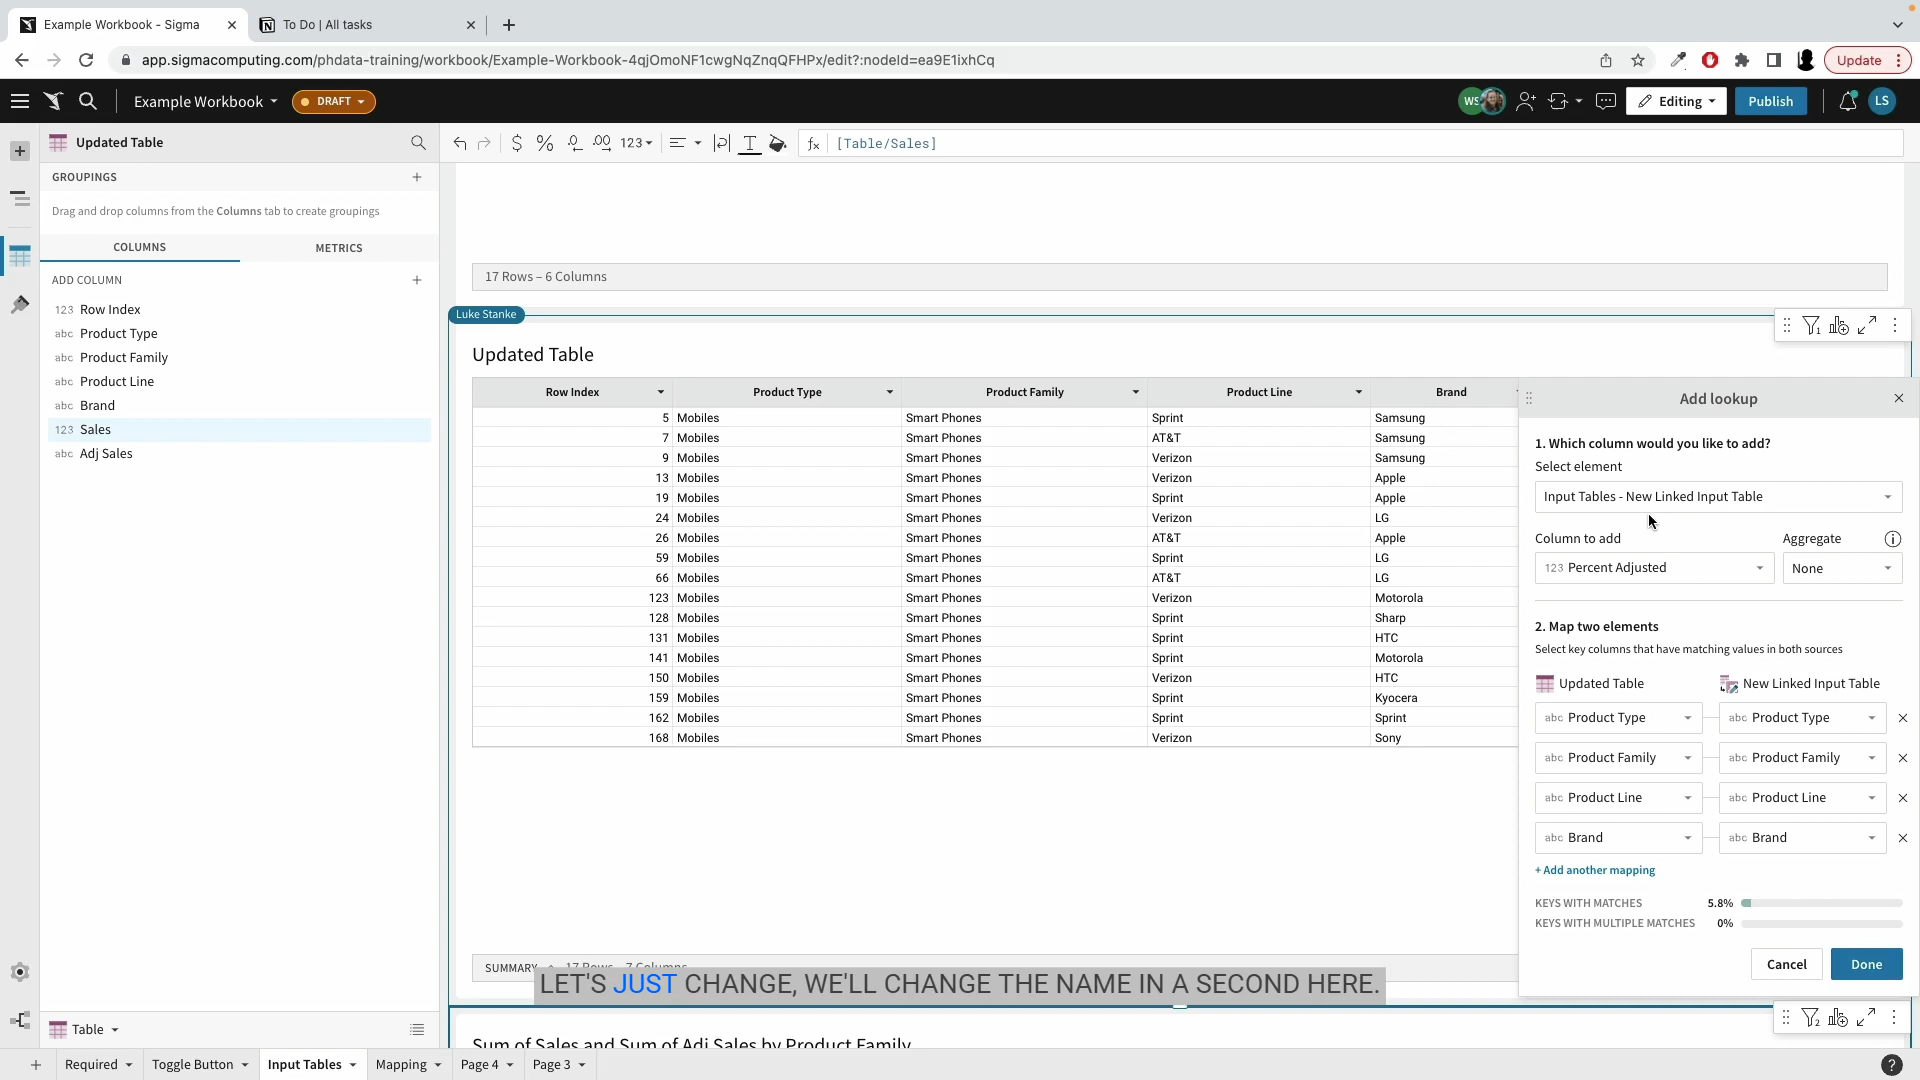 Example Workbook - Sigma
To Do | All tasks
app.sigmacomputing.com/phdata-training/workbook/Example-Workbook-4qjOmoNF1cwgNqZnqQFHPx/edit?:nodeId=ea9E1ixhCq
Update
Example Workbook
DRAFT
WS
Editing
Publish
LS
Updated Table
$ % .0 .00 123
fx [Table/Sales]
GROUPINGS
Drag and drop columns from the Columns tab to create groupings
COLUMNS METRICS
ADD COLUMN
123 Row Index
abc Product Type
abc Product Family
abc Product Line
abc Brand
123 Sales
abc Adj Sales
17 Rows – 6 Columns
Luke Stanke
1
Updated Table
Row Index Product Type Product Family Product Line Brand
5 Mobiles Smart Phones Sprint Samsung
7 Mobiles Smart Phones AT&T Samsung
9 Mobiles Smart Phones Verizon Samsung
13 Mobiles Smart Phones Verizon Apple
19 Mobiles Smart Phones Sprint Apple
24 Mobiles Smart Phones Verizon LG
26 Mobiles Smart Phones AT&T Apple
59 Mobiles Smart Phones Sprint LG
66 Mobiles Smart Phones AT&T LG
123 Mobiles Smart Phones Verizon Motorola
128 Mobiles Smart Phones Sprint Sharp
131 Mobiles Smart Phones Sprint HTC
141 Mobiles Smart Phones Sprint Motorola
150 Mobiles Smart Phones Verizon HTC
159 Mobiles Smart Phones Sprint Kyocera
162 Mobiles Smart Phones Sprint Sprint
168 Mobiles Smart Phones Verizon Sony
Add lookup
1. Which column would you like to add?
Select element
Input Tables - New Linked Input Table
Column to add Aggregate
123 Percent Adjusted None
2. Map two elements
Select key columns that have matching values in both sources
Updated Table New Linked Input Table
abc Product Type abc Product Type
abc Product Family abc Product Family
abc Product Line abc Product Line
abc Brand abc Brand
+ Add another mapping
KEYS WITH MATCHES 5.8%
KEYS WITH MULTIPLE MATCHES 0%
Cancel Done
SUMMARY 17 Rows – 7 Columns
LET'S JUST CHANGE, WE'LL CHANGE THE NAME IN A SECOND HERE.
2
Sum of Sales and Sum of Adj Sales by Product Family
Table
Required
Toggle Button
Input Tables
Mapping
Page 4
Page 3